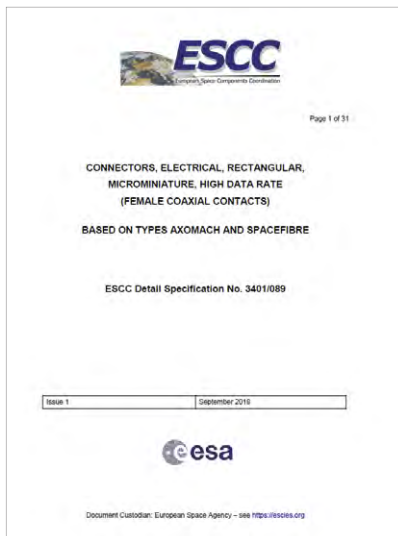 ESCC
European Space Components Coordination
Page 1 of 31
CONNECTORS, ELECTRICAL, RECTANGULAR,
MICROMINIATURE, HIGH DATA RATE
(FEMALE COAXIAL CONTACTS)
BASED ON TYPES AXOMACH AND SPACEFIBRE
ESCC Detail Specification No. 3401/089
Issue 1 September 2019
esa
Document Custodian: European Space Agency – see https://escies.org